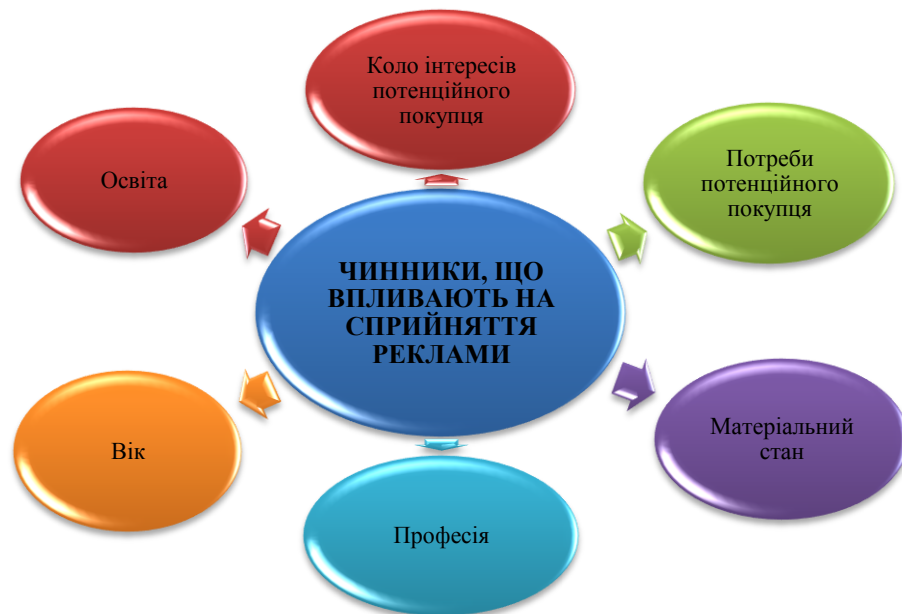 Коло інтересів
потенційного
покупця
Освіта
Потреби
потенційного
покупця
ЧИННИКИ, ЩО
ВПЛИВАЮТЬ НА
СПРИЙНЯТТЯ
РЕКЛАМИ
Вік
Матеріальний
стан
Професія